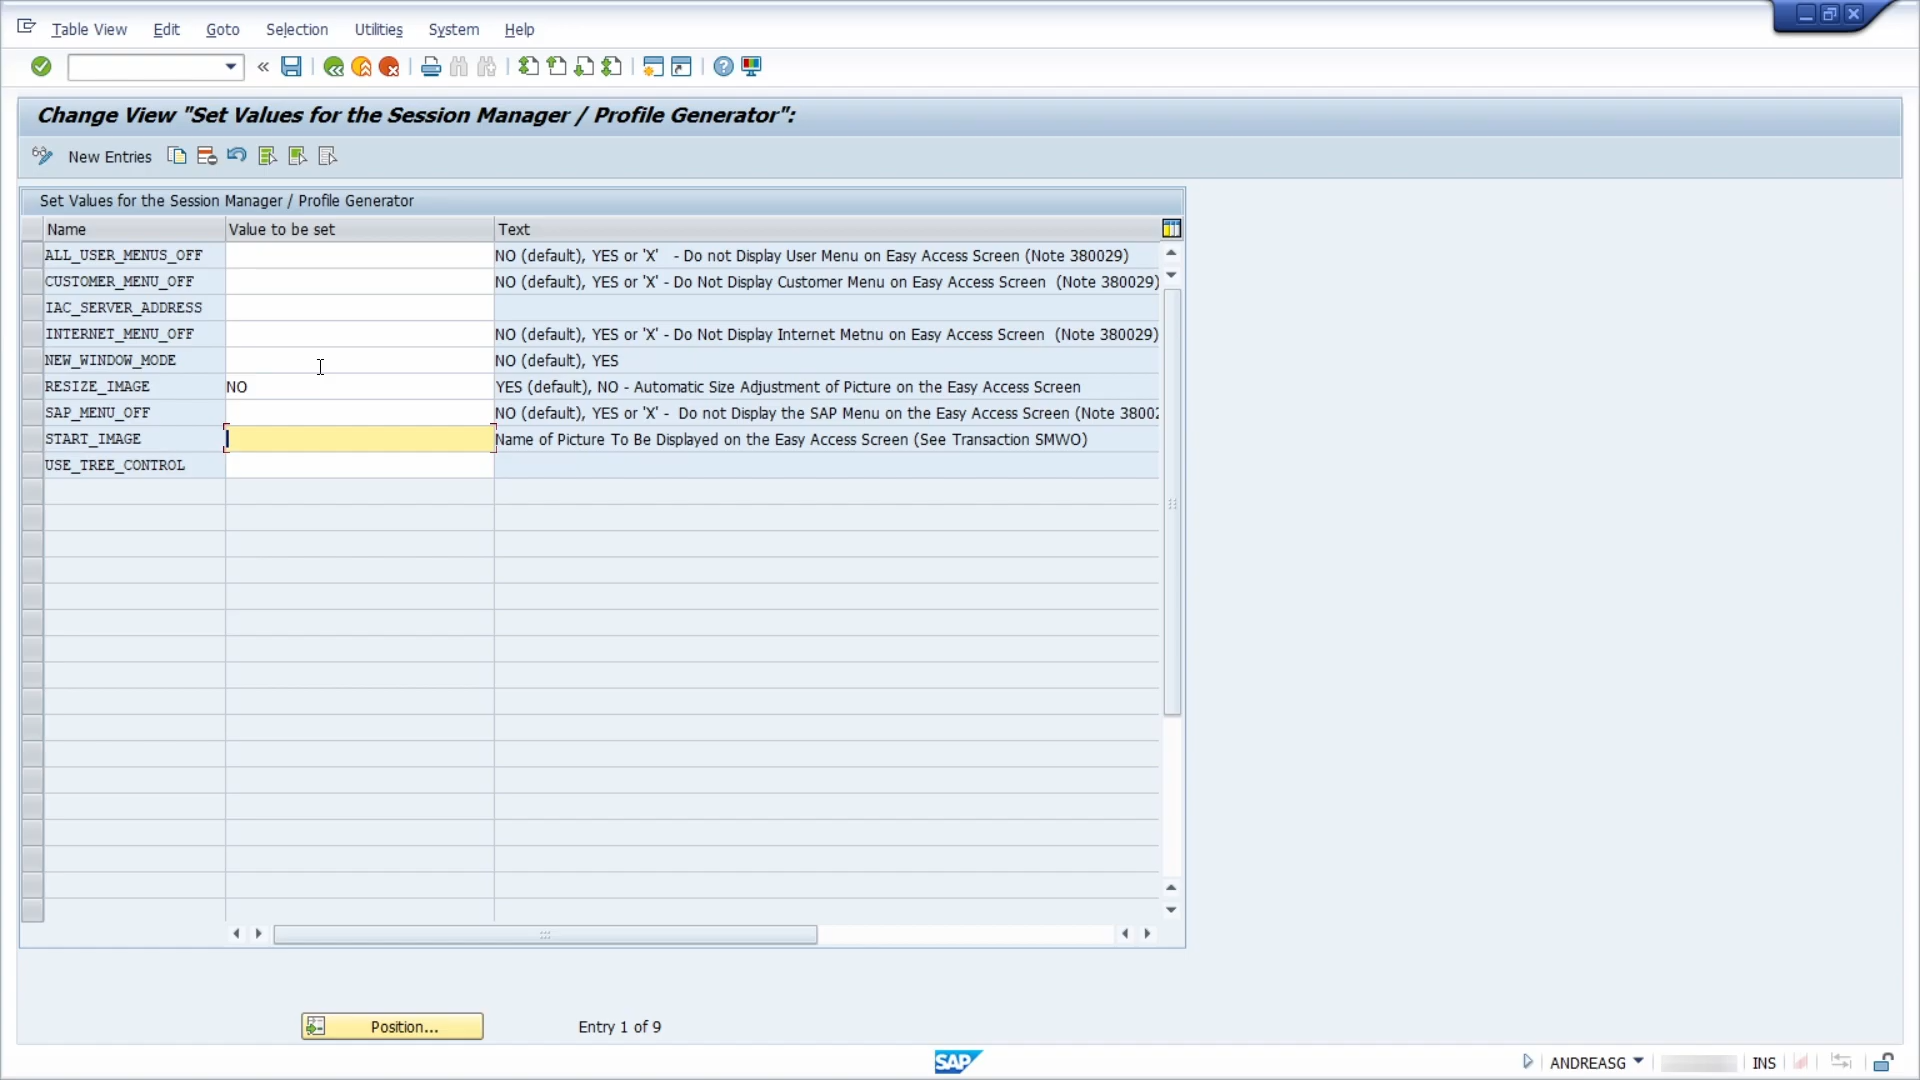 Table View Edit Goto Selection Utilities System Help
Change View "Set Values for the Session Manager / Profile Generator":
New Entries
Set Values for the Session Manager / Profile Generator
Name Value to be set Text
ALL_USER_MENUS_OFF NO (default), YES or 'X' - Do not Display User Menu on Easy Access Screen (Note 380029)
CUSTOMER_MENU_OFF NO (default), YES or 'X' - Do Not Display Customer Menu on Easy Access Screen (Note 380029)
IAC_SERVER_ADDRESS
INTERNET_MENU_OFF NO (default), YES or 'X' - Do Not Display Internet Metnu on Easy Access Screen (Note 380029)
NEW_WINDOW_MODE NO (default), YES
RESIZE_IMAGE NO YES (default), NO - Automatic Size Adjustment of Picture on the Easy Access Screen
SAP_MENU_OFF NO (default), YES or 'X' - Do not Display the SAP Menu on the Easy Access Screen (Note 38002
START_IMAGE Name of Picture To Be Displayed on the Easy Access Screen (See Transaction SMWO)
USE_TREE_CONTROL
Position... Entry 1 of 9
SAP ANDREASG INS